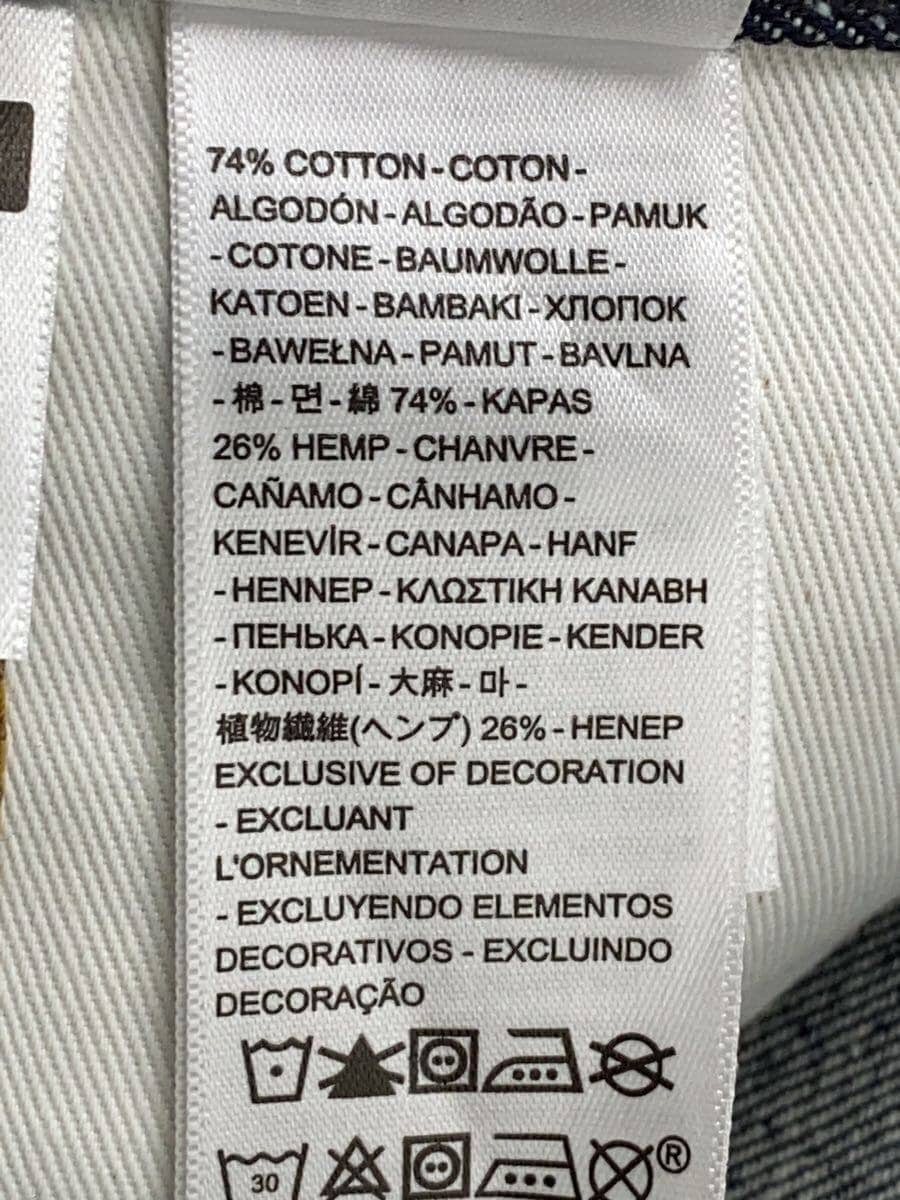 74% COTTON-COTON-
ALGODÓN-ALGODÃO-PAMUK
-COTONE-BAUMWOLLE-
KATOEN-BAMBAKI-ХЛОПОК
-BAWEŁNA-PAMUT-BAVLNA
-棉-면-綿 74%-KAPAS
26% HEMP-CHANVRE-
CAÑAMO-CÂNHAMO-
KENEVİR-CANAPA-HANF
-HENNEP-ΚΛΩΣΤΙΚΗ ΚΑΝΑΒΗ
-ПЕНЬКА-KONOPIE-KENDER
-KONOPÍ-大麻-마-
植物繊維(ヘンプ) 26%-HENEP
EXCLUSIVE OF DECORATION
- EXCLUANT
L'ORNEMENTATION
- EXCLUYENDO ELEMENTOS
DECORATIVOS - EXCLUINDO
DECORAÇÃO
30 ®